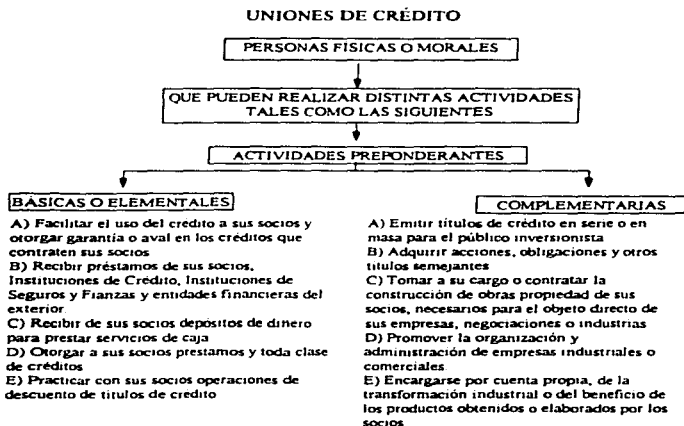 UNIONES DE CRÉDITO
PERSONAS FÍSICAS O MORALES
QUE PUEDEN REALIZAR DISTINTAS ACTIVIDADES
TALES COMO LAS SIGUIENTES
ACTIVIDADES PREPONDERANTES
BÁSICAS O ELEMENTALES
A) Facilitar el uso del crédito a sus socios y
otorgar garantía o aval en los créditos que
contraten sus socios
B) Recibir préstamos de sus socios,
Instituciones de Crédito, Instituciones de
Seguros y Fianzas y entidades financieras del
exterior
C) Recibir de sus socios depósitos de dinero
para prestar servicios de caja
D) Otorgar a sus socios prestamos y toda clase
de créditos
E) Practicar con sus socios operaciones de
descuento de titulos de crédito
COMPLEMENTARIAS
A) Emitir títulos de crédito en serie o en
masa para el público inversionista
B) Adquirir acciones, obligaciones y otros
titulos semejantes
C) Tomar a su cargo o contratar la
construcción de obras propiedad de sus
socios, necesarios para el objeto directo de
sus empresas, negociaciones o industrias
D) Promover la organización y
administración de empresas industriales o
comerciales
E) Encargarse por cuenta propia, de la
transformación industrial o del beneficio de
los productos obtenidos o elaborados por los
socios